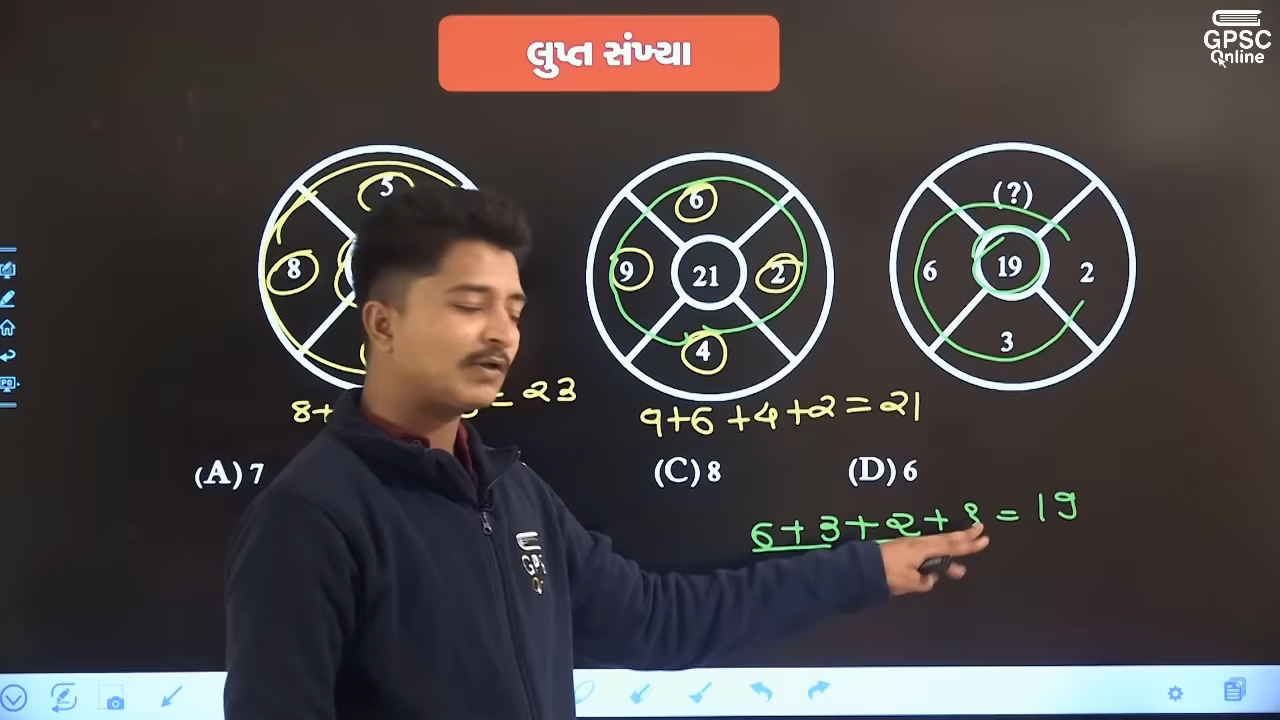 GPSC
Online
લુપ્ત સંખ્યા
5
8
6
9
21
2
4
(?)
6
19
2
3
8+
= 23
9+6+4+2=21
(A) 7
(C) 8
(D) 6
6+3+2+
= 19
GPS